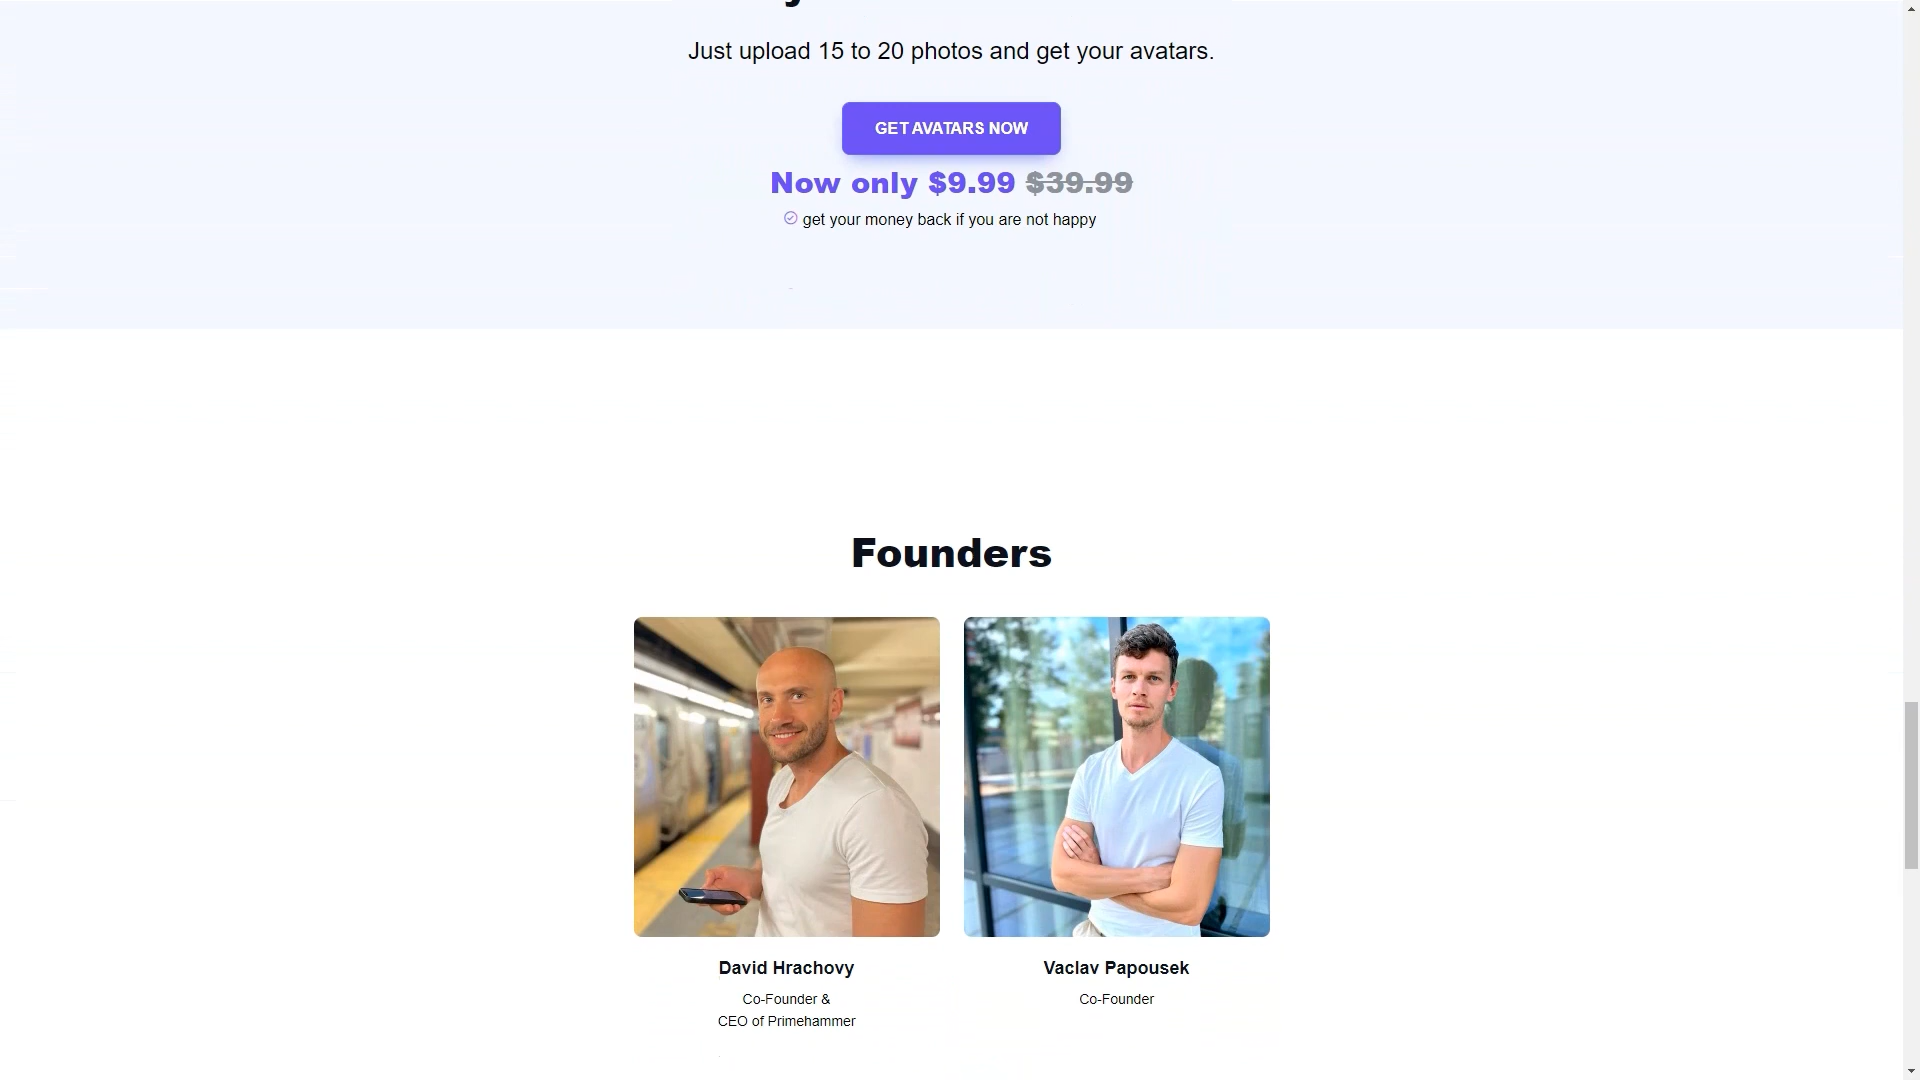 Just upload 15 to 20 photos and get your avatars.
GET AVATARS NOW
Now only $9.99 $39.99
get your money back if you are not happy
Founders
David Hrachovy
Co-Founder &
CEO of Primehammer
Vaclav Papousek
Co-Founder